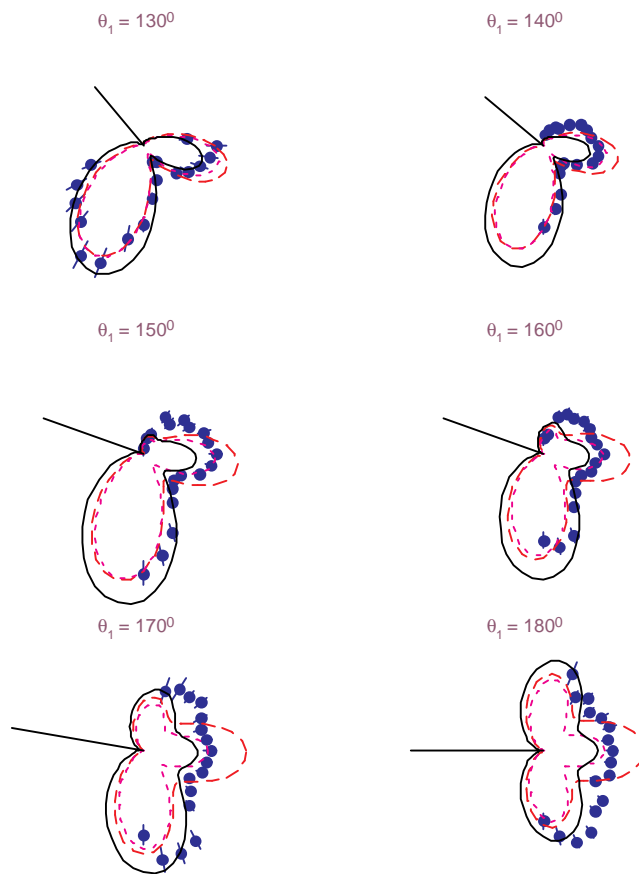 θ₁ = 130⁰
θ₁ = 140⁰
θ₁ = 150⁰
θ₁ = 160⁰
θ₁ = 170⁰
θ₁ = 180⁰